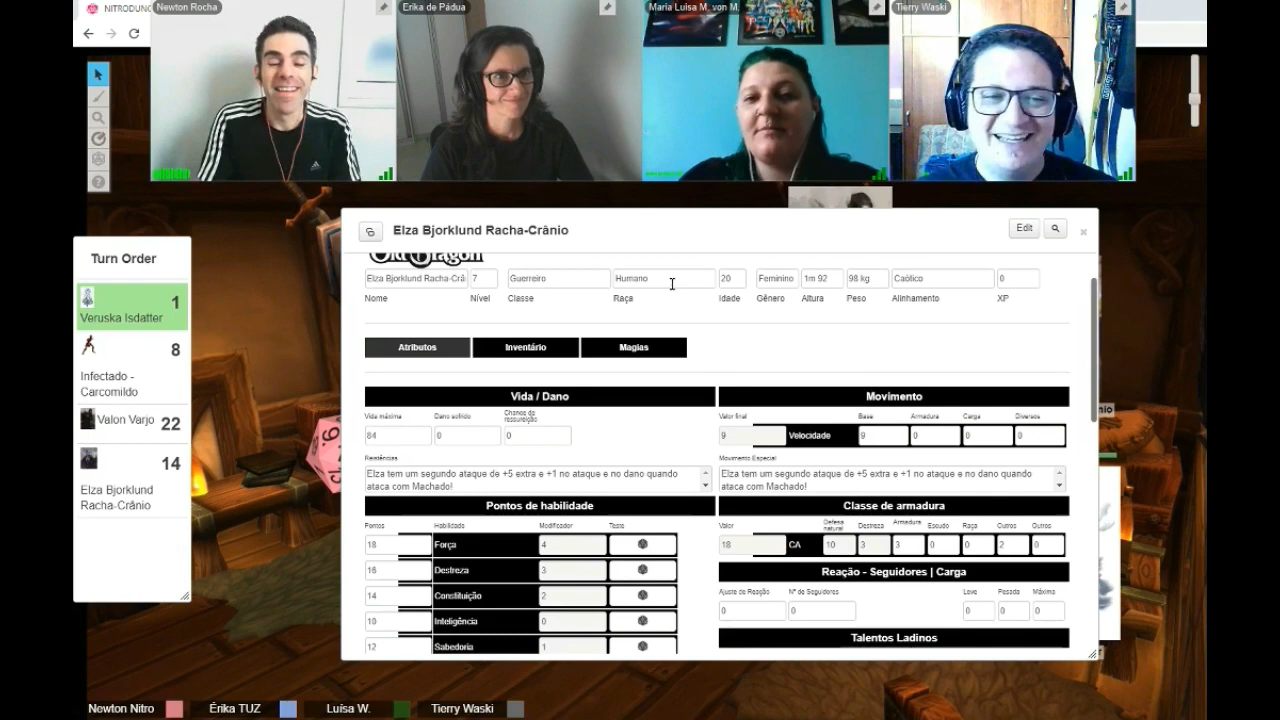 NITRODUNG
Newton Rocha
Erika de Pádua
Maria Luisa M. von M.
Tierry Waski
adidas
Elza Bjorklund Racha-Crânio
Edit
Old Dragon
Elza Bjorklund Racha-Crâ 7 Guerreiro Humano 20 Feminino 1m 92 98 kg Caótico 0
Nome Nível Classe Raça Idade Gênero Altura Peso Alinhamento XP
Atributos Inventário Magias
Vida / Dano
Vida máxima Dano sofrido Chance de ressureição
84 0 0
Resistências
Elza tem um segundo ataque de +5 extra e +1 no ataque e no dano quando
ataca com Machado!
Pontos de habilidade
Pontos Habilidade Modificador Teste
18 Força 4
16 Destreza 3
14 Constituição 2
10 Inteligência 0
12 Sabedoria 1
Movimento
Valor final Base Armadura Carga Diversos
9 Velocidade 9 0 0 0
Movimento Especial
Elza tem um segundo ataque de +5 extra e +1 no ataque e no dano quando
ataca com Machado!
Classe de armadura
Valor Defesa natural Destreza Armadura Escudo Raça Outros Outros
18 CA 10 3 3 0 0 2 0
Reação - Seguidores | Carga
Ajuste de Reação Nº de Seguidores Leve Pesada Máxima
0 0 0 0 0
Talentos Ladinos
Turn Order
1
Veruska Isdatter
8
Infectado -
Carcomildo
Valon Varjo 22
14
Elza Bjorklund
Racha-Crânio
Newton Nitro Érika TUZ Luísa W. Tierry Waski